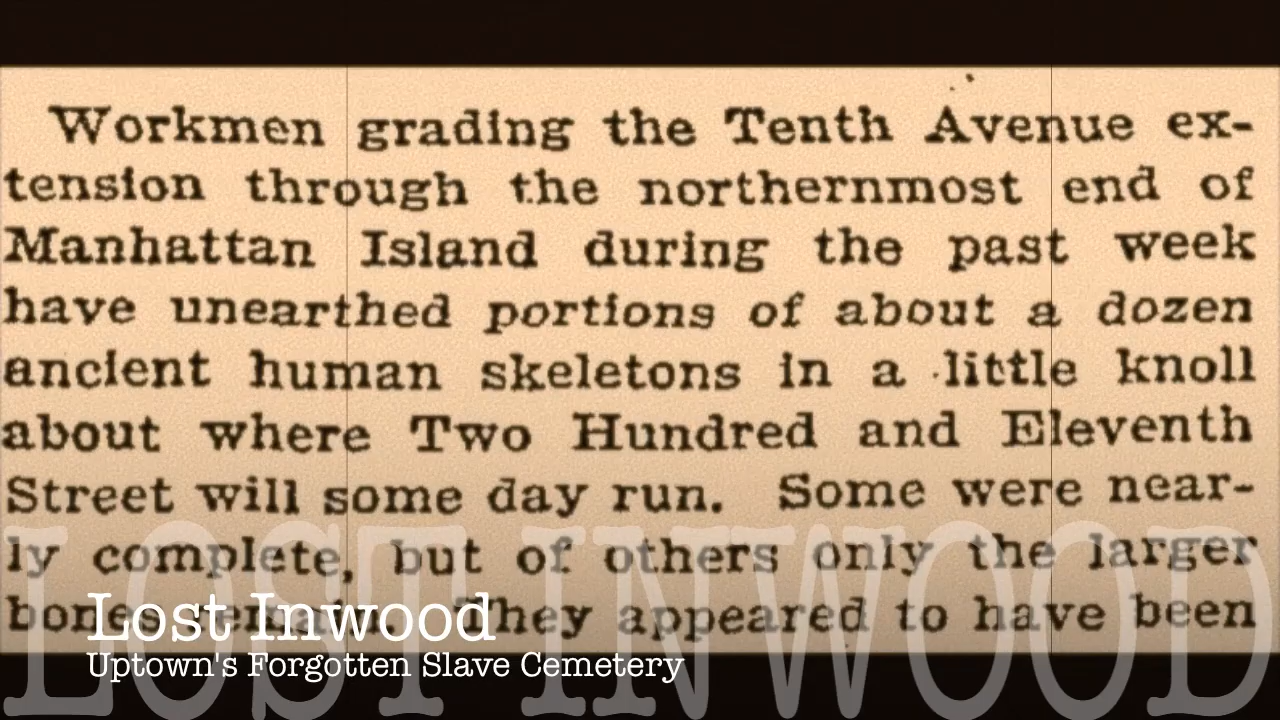 Workmen grading the Tenth Avenue ex-
tension through the northernmost end of
Manhattan Island during the past week
have unearthed portions of about a dozen
ancient human skeletons in a little knoll
about where Two Hundred and Eleventh
Street will some day run. Some were near-
ly complete, but of others only the larger
bones remain. They appeared to have been
Lost Inwood
Uptown's Forgotten Slave Cemetery
LOST INWOOD